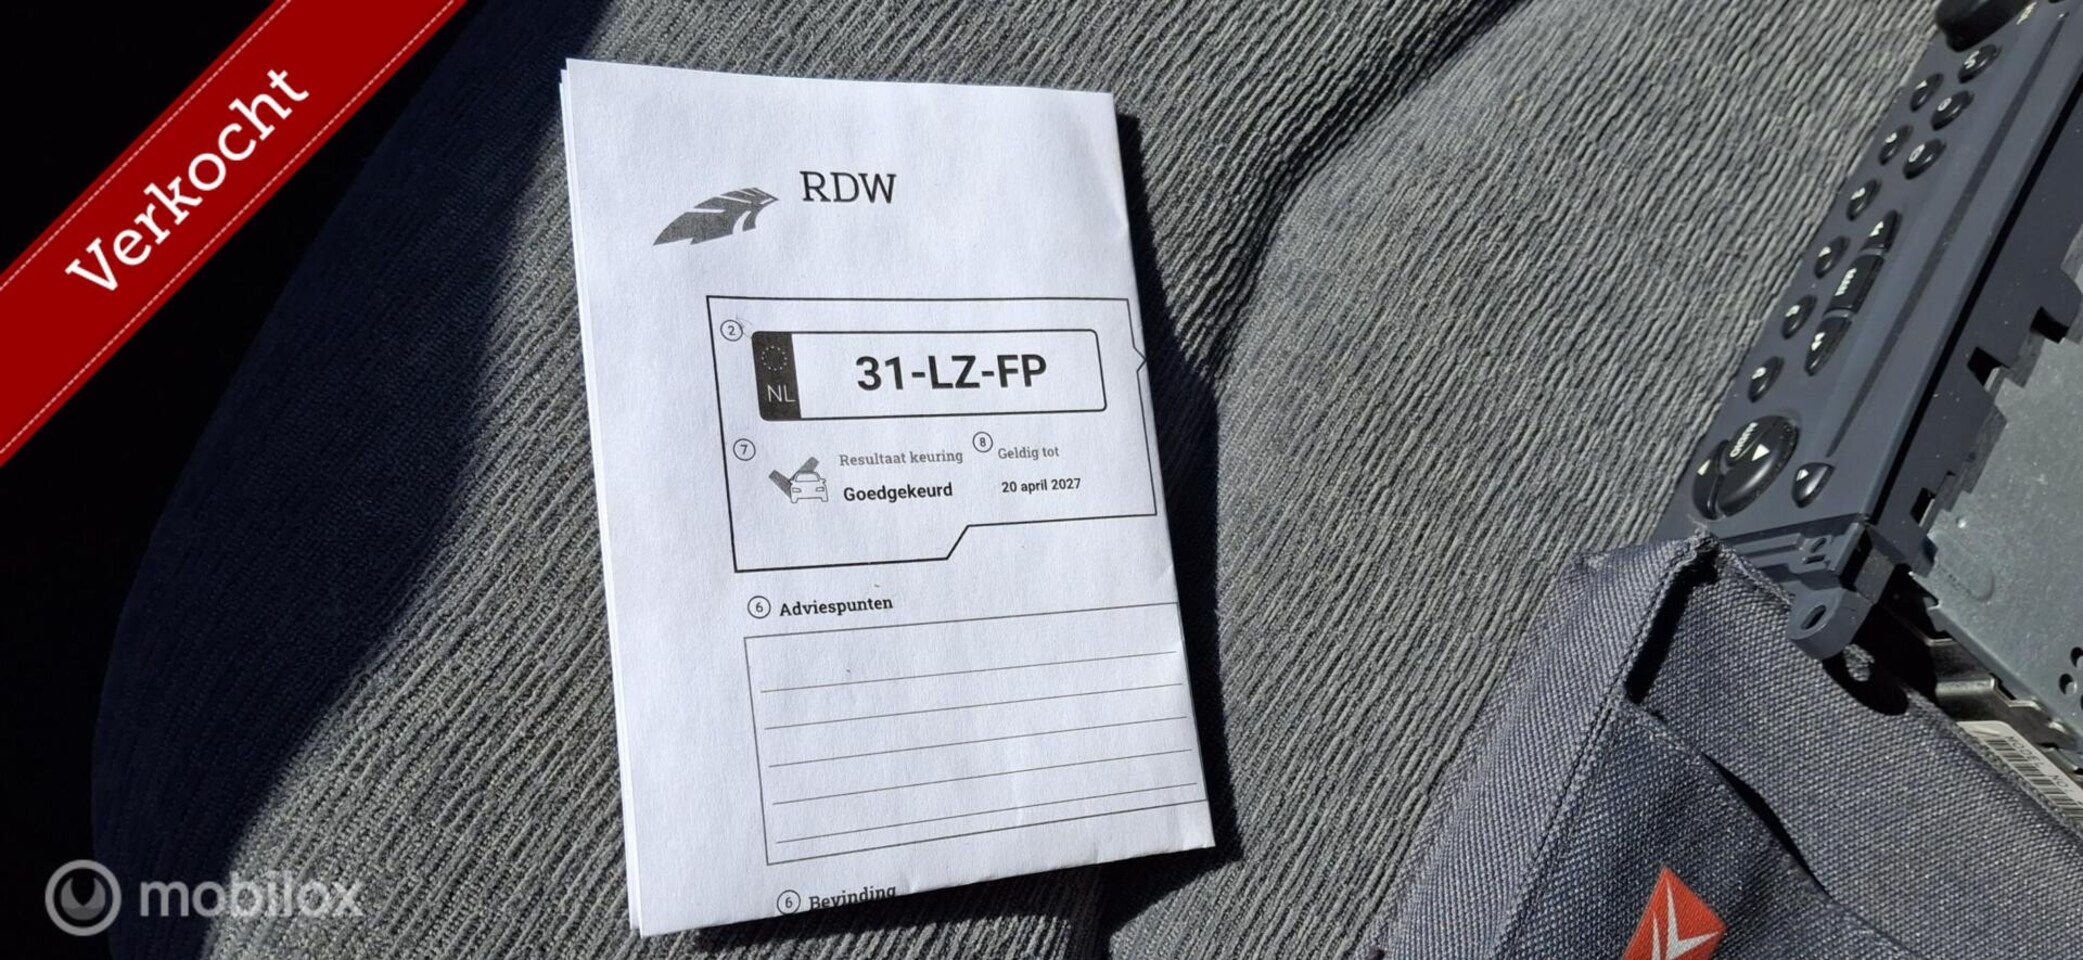 Verkocht
RDW
2
NL
31-LZ-FP
7
Resultaat keuring
8
Geldig tot
Goedgekeurd
20 april 2027
6
Adviespunten
6
Bevinding
mobilox